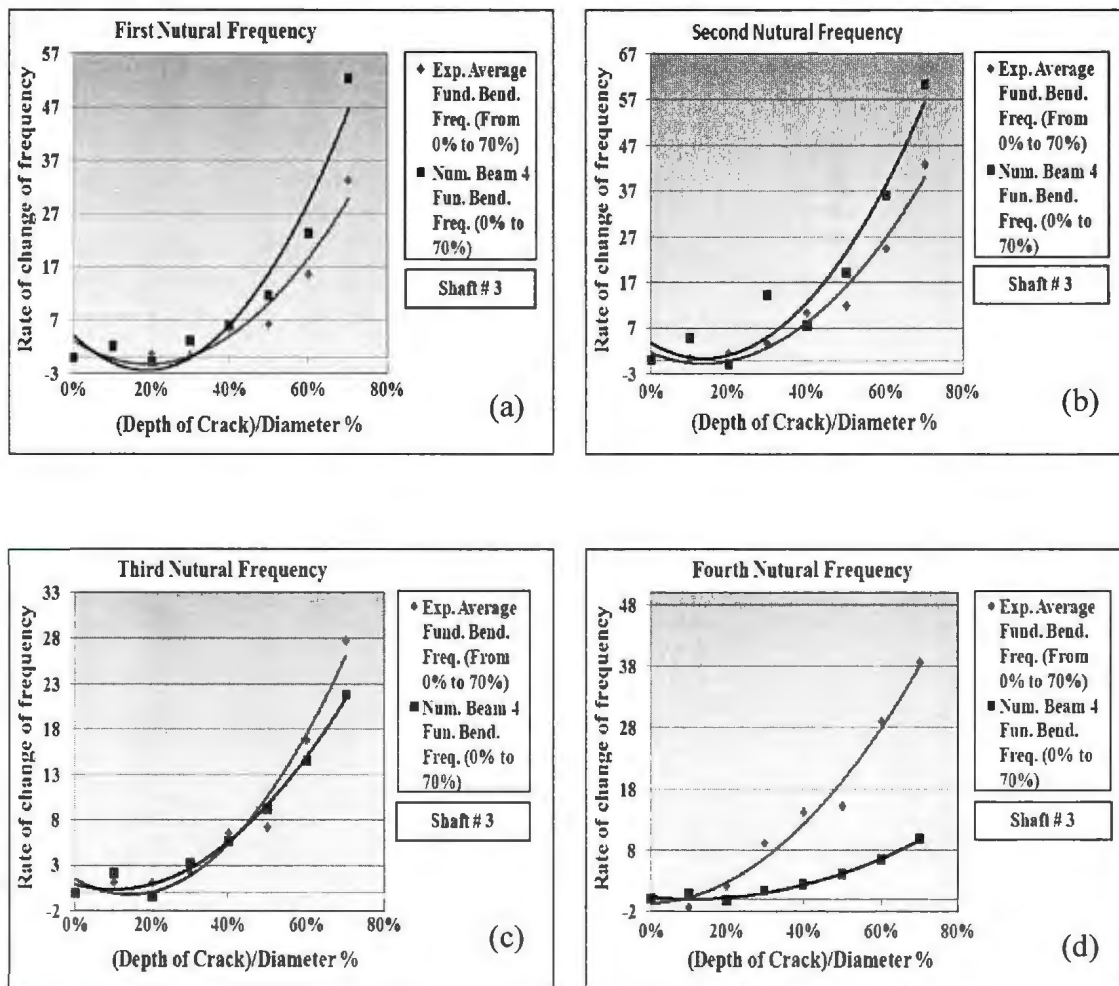 First Nutural Frequency
57
47
37
27
17
7
-3
0%
20%
40%
60%
80%
Rate of change of frequency
(Depth of Crack)/Diameter %
Exp. Average
Fund. Bend.
Freq. (From
0% to 70%)
Num. Beam 4
Fun. Bend.
Freq. (0% to
70%)
Shaft # 3
(a)
Second Nutural Frequency
67
57
47
37
27
17
7
-3
0%
20%
40%
60%
80%
Rate of change of frequency
(Depth of Crack)/Diameter %
Exp. Average
Fund. Bend.
Freq. (From
0% to 70%)
Num. Beam 4
Fun. Bend.
Freq. (0% to
70%)
Shaft # 3
(b)
Third Nutural Frequency
33
28
23
18
13
8
3
-2
0%
20%
40%
60%
80%
Rate of change of frequency
(Depth of Crack)/Diameter %
Exp. Average
Fund. Bend.
Freq. (From
0% to 70%)
Num. Beam 4
Fun. Bend.
Freq. (0% to
70%)
Shaft # 3
(c)
Fourth Nutural Frequency
48
38
28
18
8
-2
0%
20%
40%
60%
80%
Rate of change of frequency
(Depth of Crack)/Diameter %
Exp. Average
Fund. Bend.
Freq. (From
0% to 70%)
Num. Beam 4
Fun. Bend.
Freq. (0% to
70%)
Shaft # 3
(d)